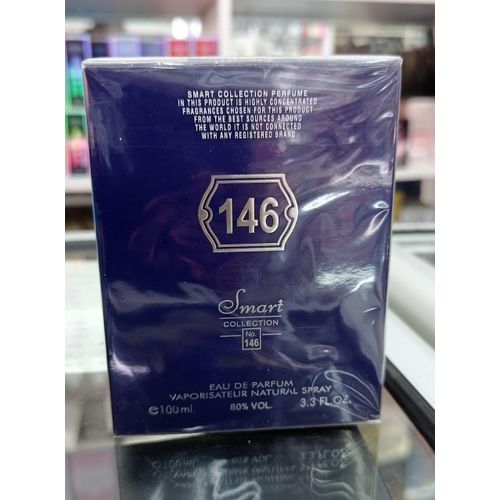 SMART COLLECTION PERFUME
IN THIS PRODUCT IS HIGHLY CONCENTRATED
FRAGRANCES CHOSEN FOR THIS PRODUCT
FROM THE BEST SOURCES AROUND
THE WORLD IT IS NOT CONNECTED
WITH ANY REGISTERED BRAND
146
Smart
COLLECTION
No.
146
EAU DE PARFUM
VAPORISATEUR NATURAL SPRAY
℮100ml. 80% VOL. 3.3 FL.OZ.